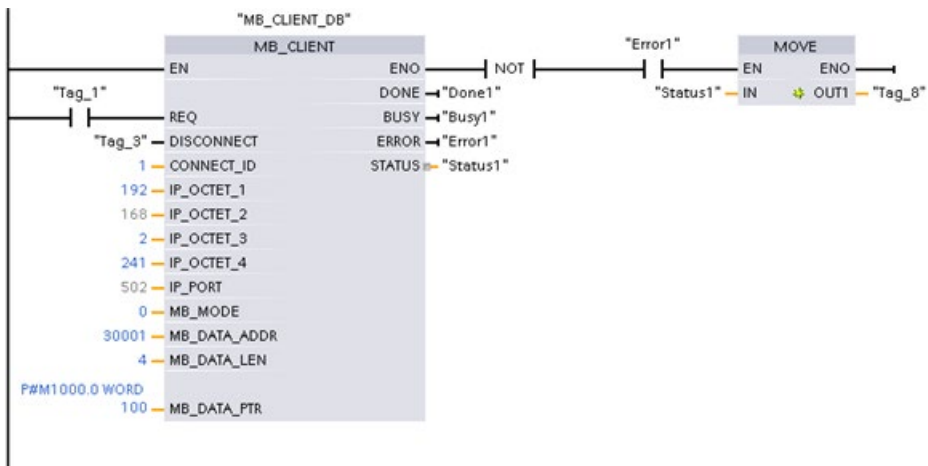 "MB_CLIENT_DB"
MB_CLIENT
EN ENO NOT "Error1" MOVE
EN ENO
"Tag_1" DONE "Done1" "Status1" IN OUT1 "Tag_8"
REQ BUSY "Busy1"
"Tag_3" DISCONNECT ERROR "Error1"
1 CONNECT_ID STATUS "Status1"
192 IP_OCTET_1
168 IP_OCTET_2
2 IP_OCTET_3
241 IP_OCTET_4
502 IP_PORT
0 MB_MODE
30001 MB_DATA_ADDR
4 MB_DATA_LEN
P#M1000.0 WORD
100 MB_DATA_PTR